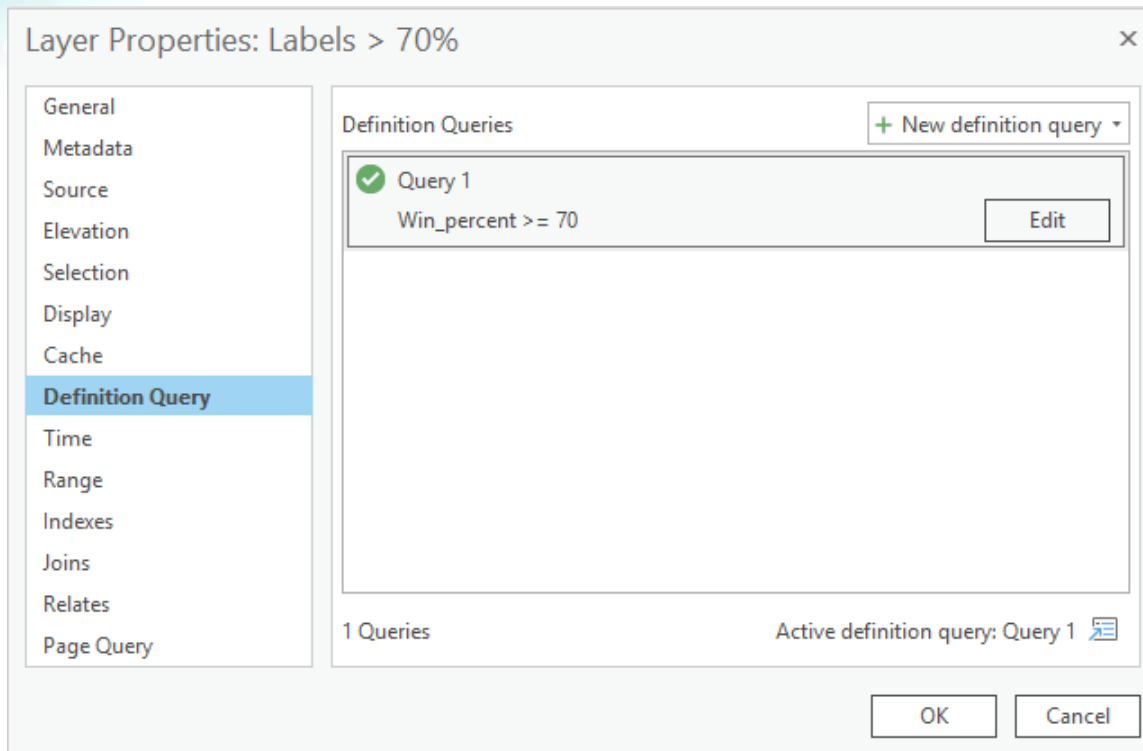 Layer Properties: Labels > 70%
General
Metadata
Source
Elevation
Selection
Display
Cache
Definition Query
Time
Range
Indexes
Joins
Relates
Page Query
Definition Queries
+ New definition query
Query 1
Win_percent >= 70
Edit
1 Queries
Active definition query: Query 1
OK
Cancel